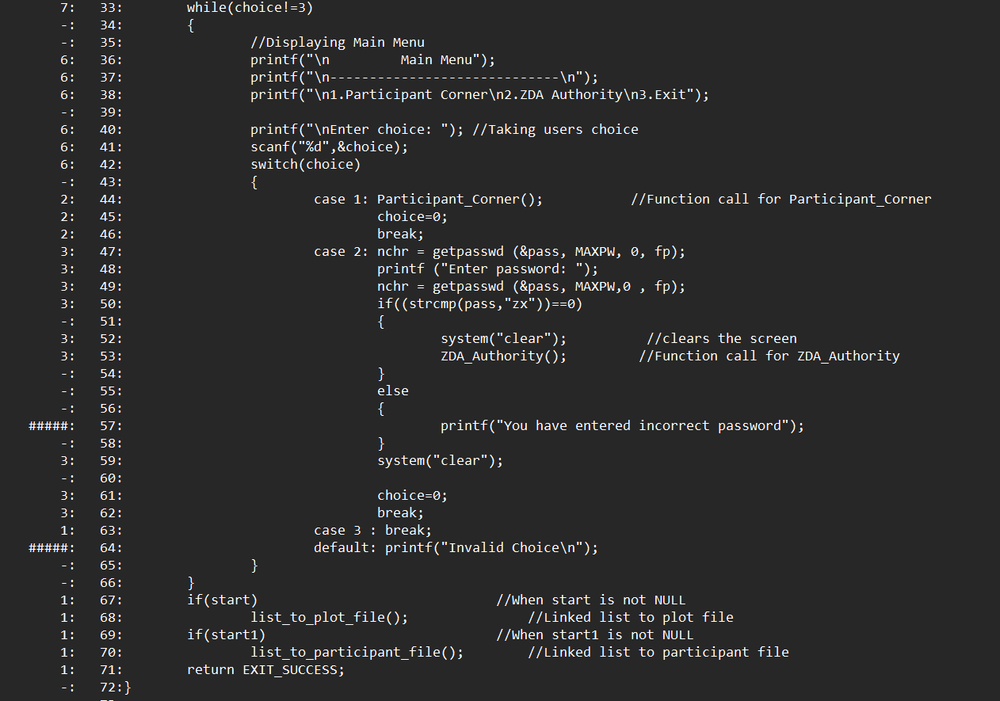 7:   33:        while(choice!=3)
-:   34:        {
-:   35:                //Displaying Main Menu
6:   36:                printf("\n         Main Menu");
6:   37:                printf("\n-----------------------------\n");
6:   38:                printf("\n1.Participant Corner\n2.ZDA Authority\n3.Exit");
-:   39:
6:   40:                printf("\nEnter choice: "); //Taking users choice
6:   41:                scanf("%d",&choice);
6:   42:                switch(choice)
-:   43:                {
2:   44:                        case 1: Participant_Corner();           //Function call for Participant_Corner
2:   45:                                choice=0;
2:   46:                                break;
3:   47:                        case 2: nchr = getpasswd (&pass, MAXPW, 0, fp);
3:   48:                                printf ("Enter password: ");
3:   49:                                nchr = getpasswd (&pass, MAXPW,0 , fp);
3:   50:                                if((strcmp(pass,"zx"))==0)
-:   51:                                {
3:   52:                                        system("clear");          //clears the screen
3:   53:                                        ZDA_Authority();         //Function call for ZDA_Authority
-:   54:                                }
-:   55:                                else
-:   56:                                {
#####:   57:                                        printf("You have entered incorrect password");
-:   58:                                }
3:   59:                                system("clear");
-:   60:
3:   61:                                choice=0;
3:   62:                                break;
1:   63:                        case 3 : break;
#####:   64:                        default: printf("Invalid Choice\n");
-:   65:                }
-:   66:        }
1:   67:        if(start)                              //When start is not NULL
1:   68:                list_to_plot_file();               //Linked list to plot file
1:   69:        if(start1)                             //When start1 is not NULL
1:   70:                list_to_participant_file();        //Linked list to participant file
1:   71:        return EXIT_SUCCESS;
-:   72:}